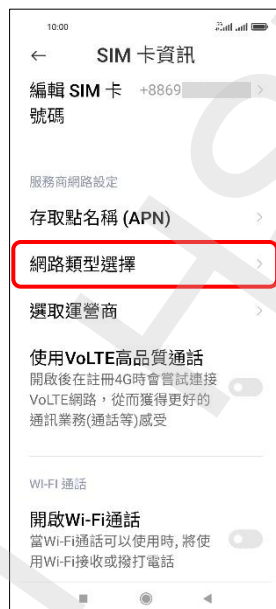 10:00
SIM 卡資訊
編輯 SIM 卡 +8869
號碼
服務商網路設定
存取點名稱 (APN)
網路類型選擇
選取運營商
使用VoLTE高品質通話
開啟後在註冊4G時會嘗試連接
VoLTE網路，從而獲得更好的
通訊業務(通話等)感受
WI-FI 通話
開啟Wi-Fi通話
當Wi-Fi通話可以使用時, 將使
用Wi-Fi接收或撥打電話